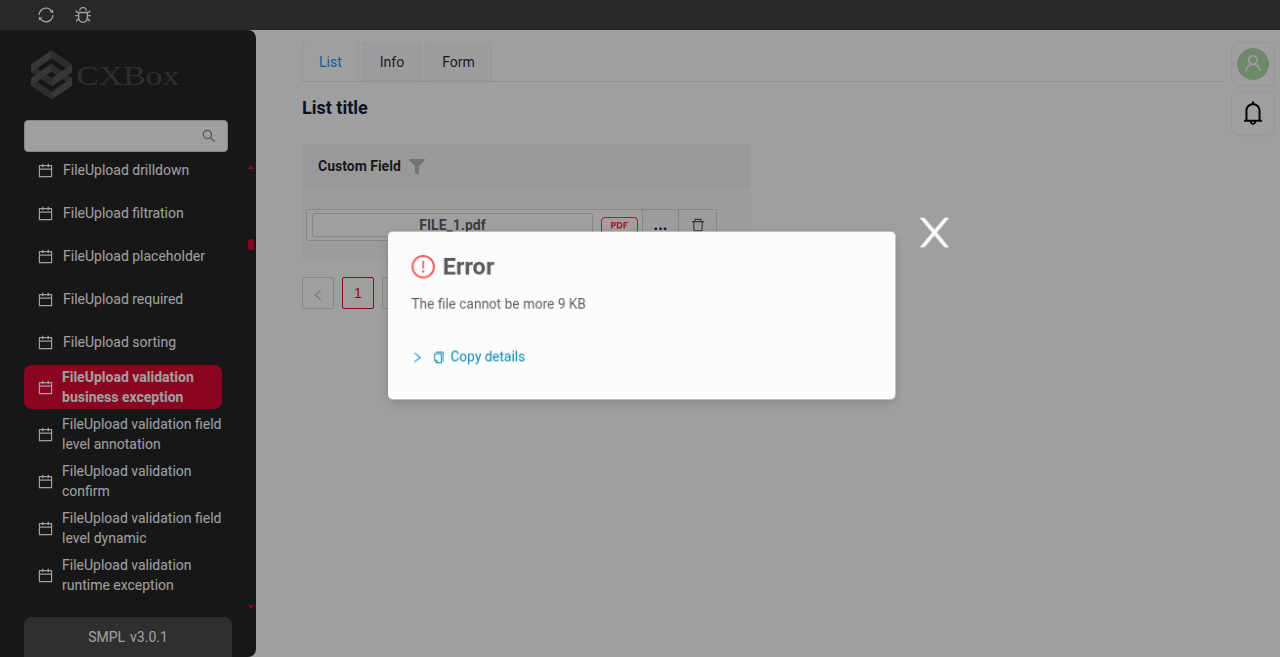 CXBox
FileUpload drilldown
FileUpload filtration
FileUpload placeholder
FileUpload required
FileUpload sorting
FileUpload validation
business exception
FileUpload validation field
level annotation
FileUpload validation
confirm
FileUpload validation field
level dynamic
FileUpload validation
runtime exception
SMPL v3.0.1
List
Info
Form
List title
Custom Field
FILE_1.pdf
PDF
...
< 1
Error
The file cannot be more 9 KB
Copy details